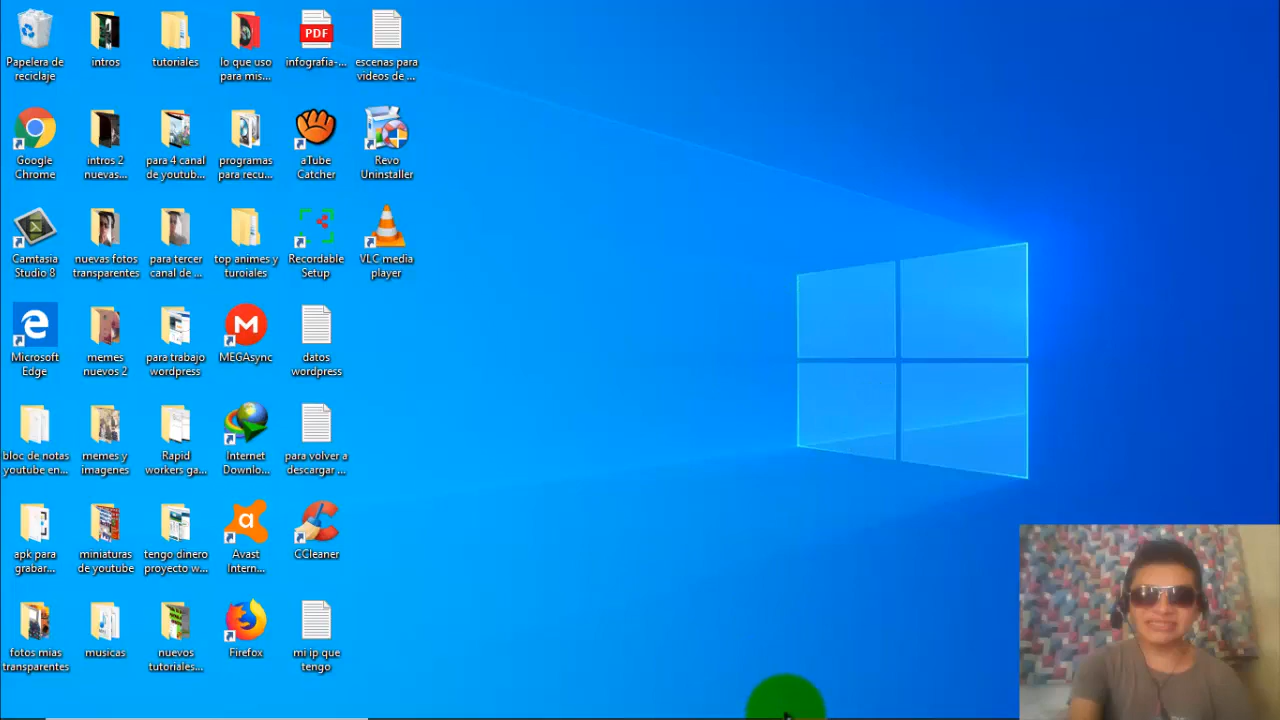 Papelera de
reciclaje
intros
tutoriales
lo que uso
para mis...
PDF
infografia-...
escenas para
videos de ...
Google
Chrome
intros 2
nuevas...
para 4 canal
de youtub...
programas
para recu...
aTube
Catcher
Revo
Uninstaller
Camtasia
Studio 8
nuevas fotos
transparentes
para tercer
canal de ...
top animes y
turoiales
Recordable
Setup
VLC media
player
Microsoft
Edge
memes
nuevos 2
para trabajo
wordpress
M
MEGAsync
datos
wordpress
bloc de notas
youtube en...
memes y
imagenes
Rapid
workers ga...
Internet
Downlo...
para volver a
descargar ...
apk para
grabar...
miniaturas
de youtube
tengo dinero
proyecto w...
a
Avast
Intern...
CCleaner
fotos mias
transparentes
musicas
nuevos
tutoriales...
Firefox
mi ip que
tengo